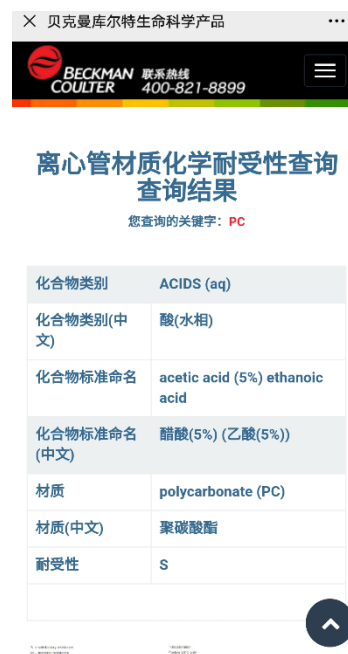 贝克曼库尔特生命科学产品
BECKMAN
COULTER
联系热线
400-821-8899
离心管材质化学耐受性查询
查询结果
您查询的关键字：PC
化合物类别 ACIDS (aq)
化合物类别(中
文) 酸(水相)
化合物标准命名 acetic acid (5%) ethanoic
acid
化合物标准命名
(中文) 醋酸(5%) (乙酸(5%))
材质 polycarbonate (PC)
材质(中文) 聚碳酸酯
耐受性 S